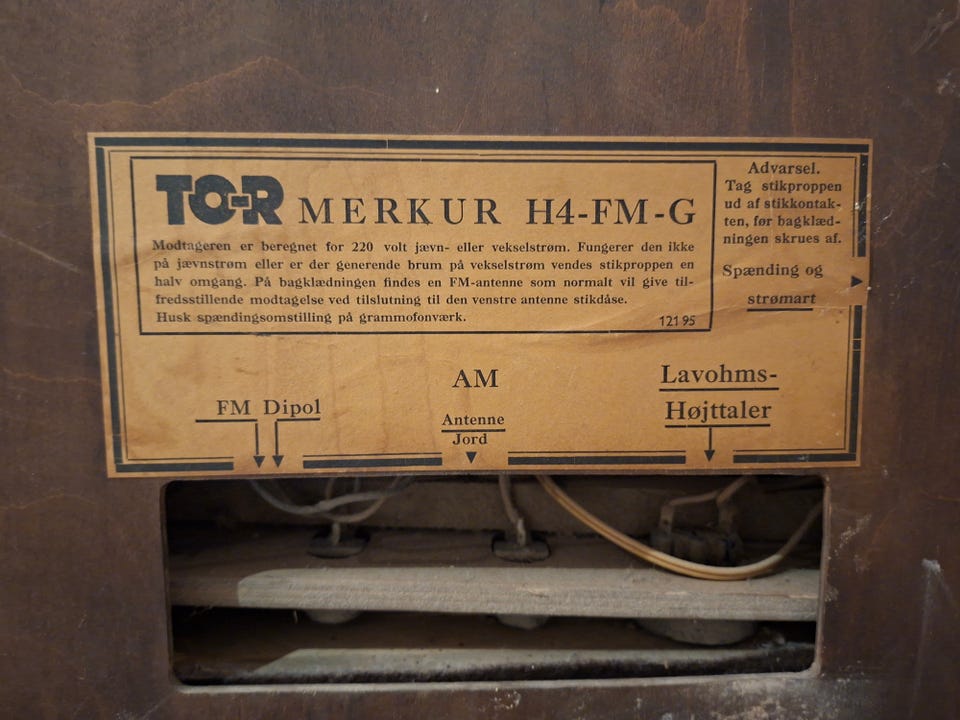 TO-R MERKUR H4-FM-G
Modtageren er beregnet for 220 volt jævn- eller vekselstrøm. Fungerer den ikke
på jævnstrøm eller er der generende brum på vekselstrøm vendes stikproppen en
halv omgang. På bagklædningen findes en FM-antenne som normalt vil give til-
fredsstillende modtagelse ved tilslutning til den venstre antenne stikdåse.
Husk spændingsomstilling på grammofonværk.
12195
Advarsel.
Tag stikproppen
ud af stikkontak-
ten, før bagklæd-
ningen skrues af.
Spænding og
strømart
FM Dipol
AM
Antenne
Jord
Lavohms-
Højttaler